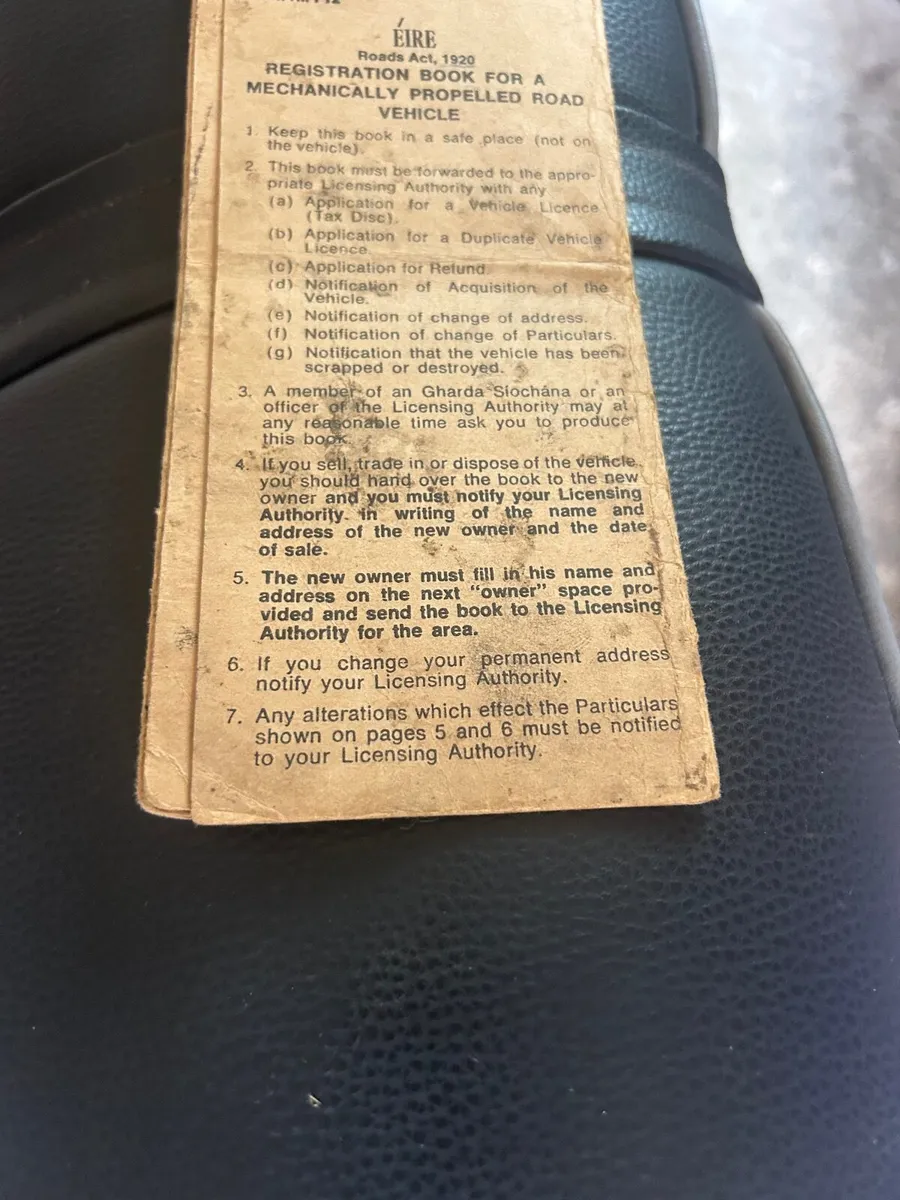 ÉIRE
Roads Act, 1920
REGISTRATION BOOK FOR A
MECHANICALLY PROPELLED ROAD
VEHICLE
1. Keep this book in a safe place (not on
the vehicle).
2. This book must be forwarded to the appro-
priate Licensing Authority with any
(a) Application for a Vehicle Licence
(Tax Disc).
(b) Application for a Duplicate Vehicle
Licence
(c) Application for Refund
(d) Notification of Acquisition of the
Vehicle.
(e) Notification of change of address.
(f) Notification of change of Particulars.
(g) Notification that the vehicle has been
scrapped or destroyed.
3. A member of an Gharda Síochána or an
officer of the Licensing Authority may at
any reasonable time ask you to produce
this book.
4. If you sell, trade in or dispose of the vehicle
you should hand over the book to the new
owner and you must notify your Licensing
Authority in writing of the name and
address of the new owner and the date
of sale.
5. The new owner must fill in his name and
address on the next "owner" space pro-
vided and send the book to the Licensing
Authority for the area.
6. If you change your permanent address
notify your Licensing Authority.
7. Any alterations which effect the Particulars
shown on pages 5 and 6 must be notified
to your Licensing Authority.